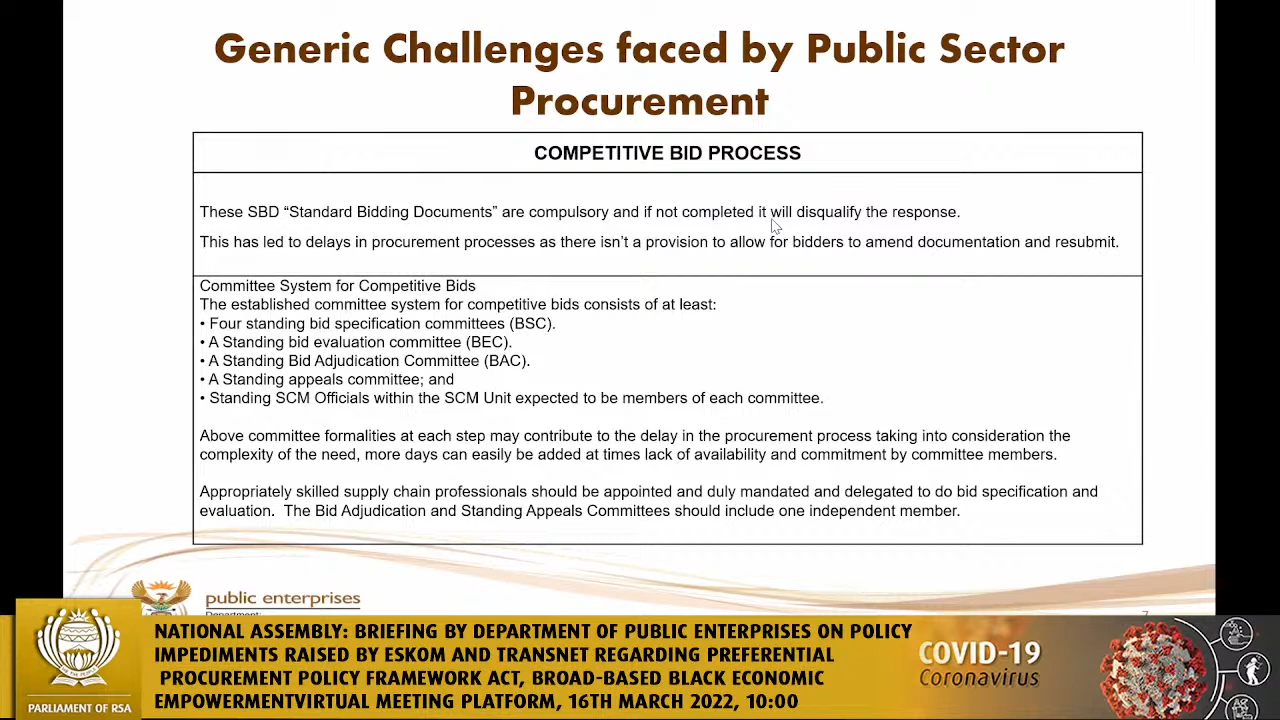 Generic Challenges faced by Public Sector
Procurement
COMPETITIVE BID PROCESS
These SBD “Standard Bidding Documents” are compulsory and if not completed it will disqualify the response.
This has led to delays in procurement processes as there isn’t a provision to allow for bidders to amend documentation and resubmit.
Committee System for Competitive Bids
The established committee system for competitive bids consists of at least:
• Four standing bid specification committees (BSC).
• A Standing bid evaluation committee (BEC).
• A Standing Bid Adjudication Committee (BAC).
• A Standing appeals committee; and
• Standing SCM Officials within the SCM Unit expected to be members of each committee.
Above committee formalities at each step may contribute to the delay in the procurement process taking into consideration the
complexity of the need, more days can easily be added at times lack of availability and commitment by committee members.
Appropriately skilled supply chain professionals should be appointed and duly mandated and delegated to do bid specification and
evaluation. The Bid Adjudication and Standing Appeals Committees should include one independent member.
public enterprises
NATIONAL ASSEMBLY: BRIEFING BY DEPARTMENT OF PUBLIC ENTERPRISES ON POLICY
IMPEDIMENTS RAISED BY ESKOM AND TRANSNET REGARDING PREFERENTIAL
PROCUREMENT POLICY FRAMEWORK ACT, BROAD-BASED BLACK ECONOMIC
EMPOWERMENTVIRTUAL MEETING PLATFORM, 16TH MARCH 2022, 10:00
PARLIAMENT OF RSA
COVID-19
Coronavirus